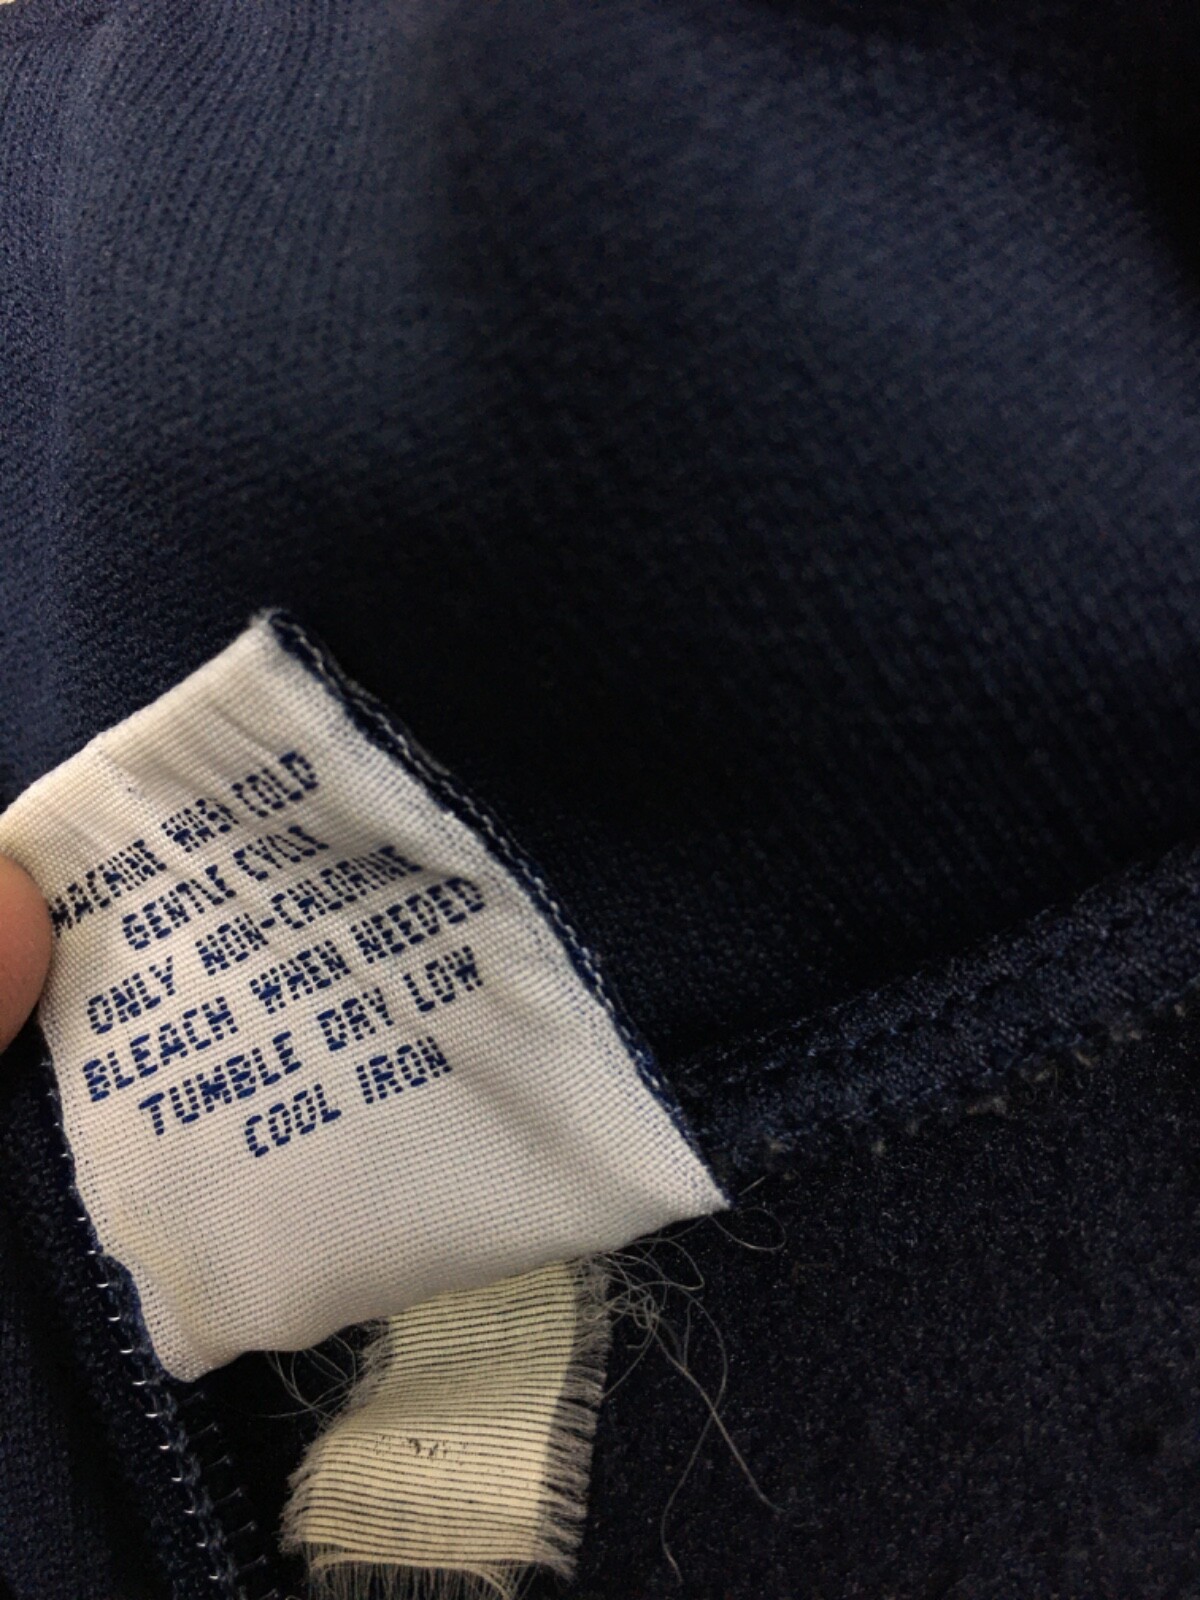 MACHINE WASH COLD
GENTLE CYCLE
ONLY NON-CHLORINE
BLEACH WHEN NEEDED
TUMBLE DRY LOW
COOL IRON